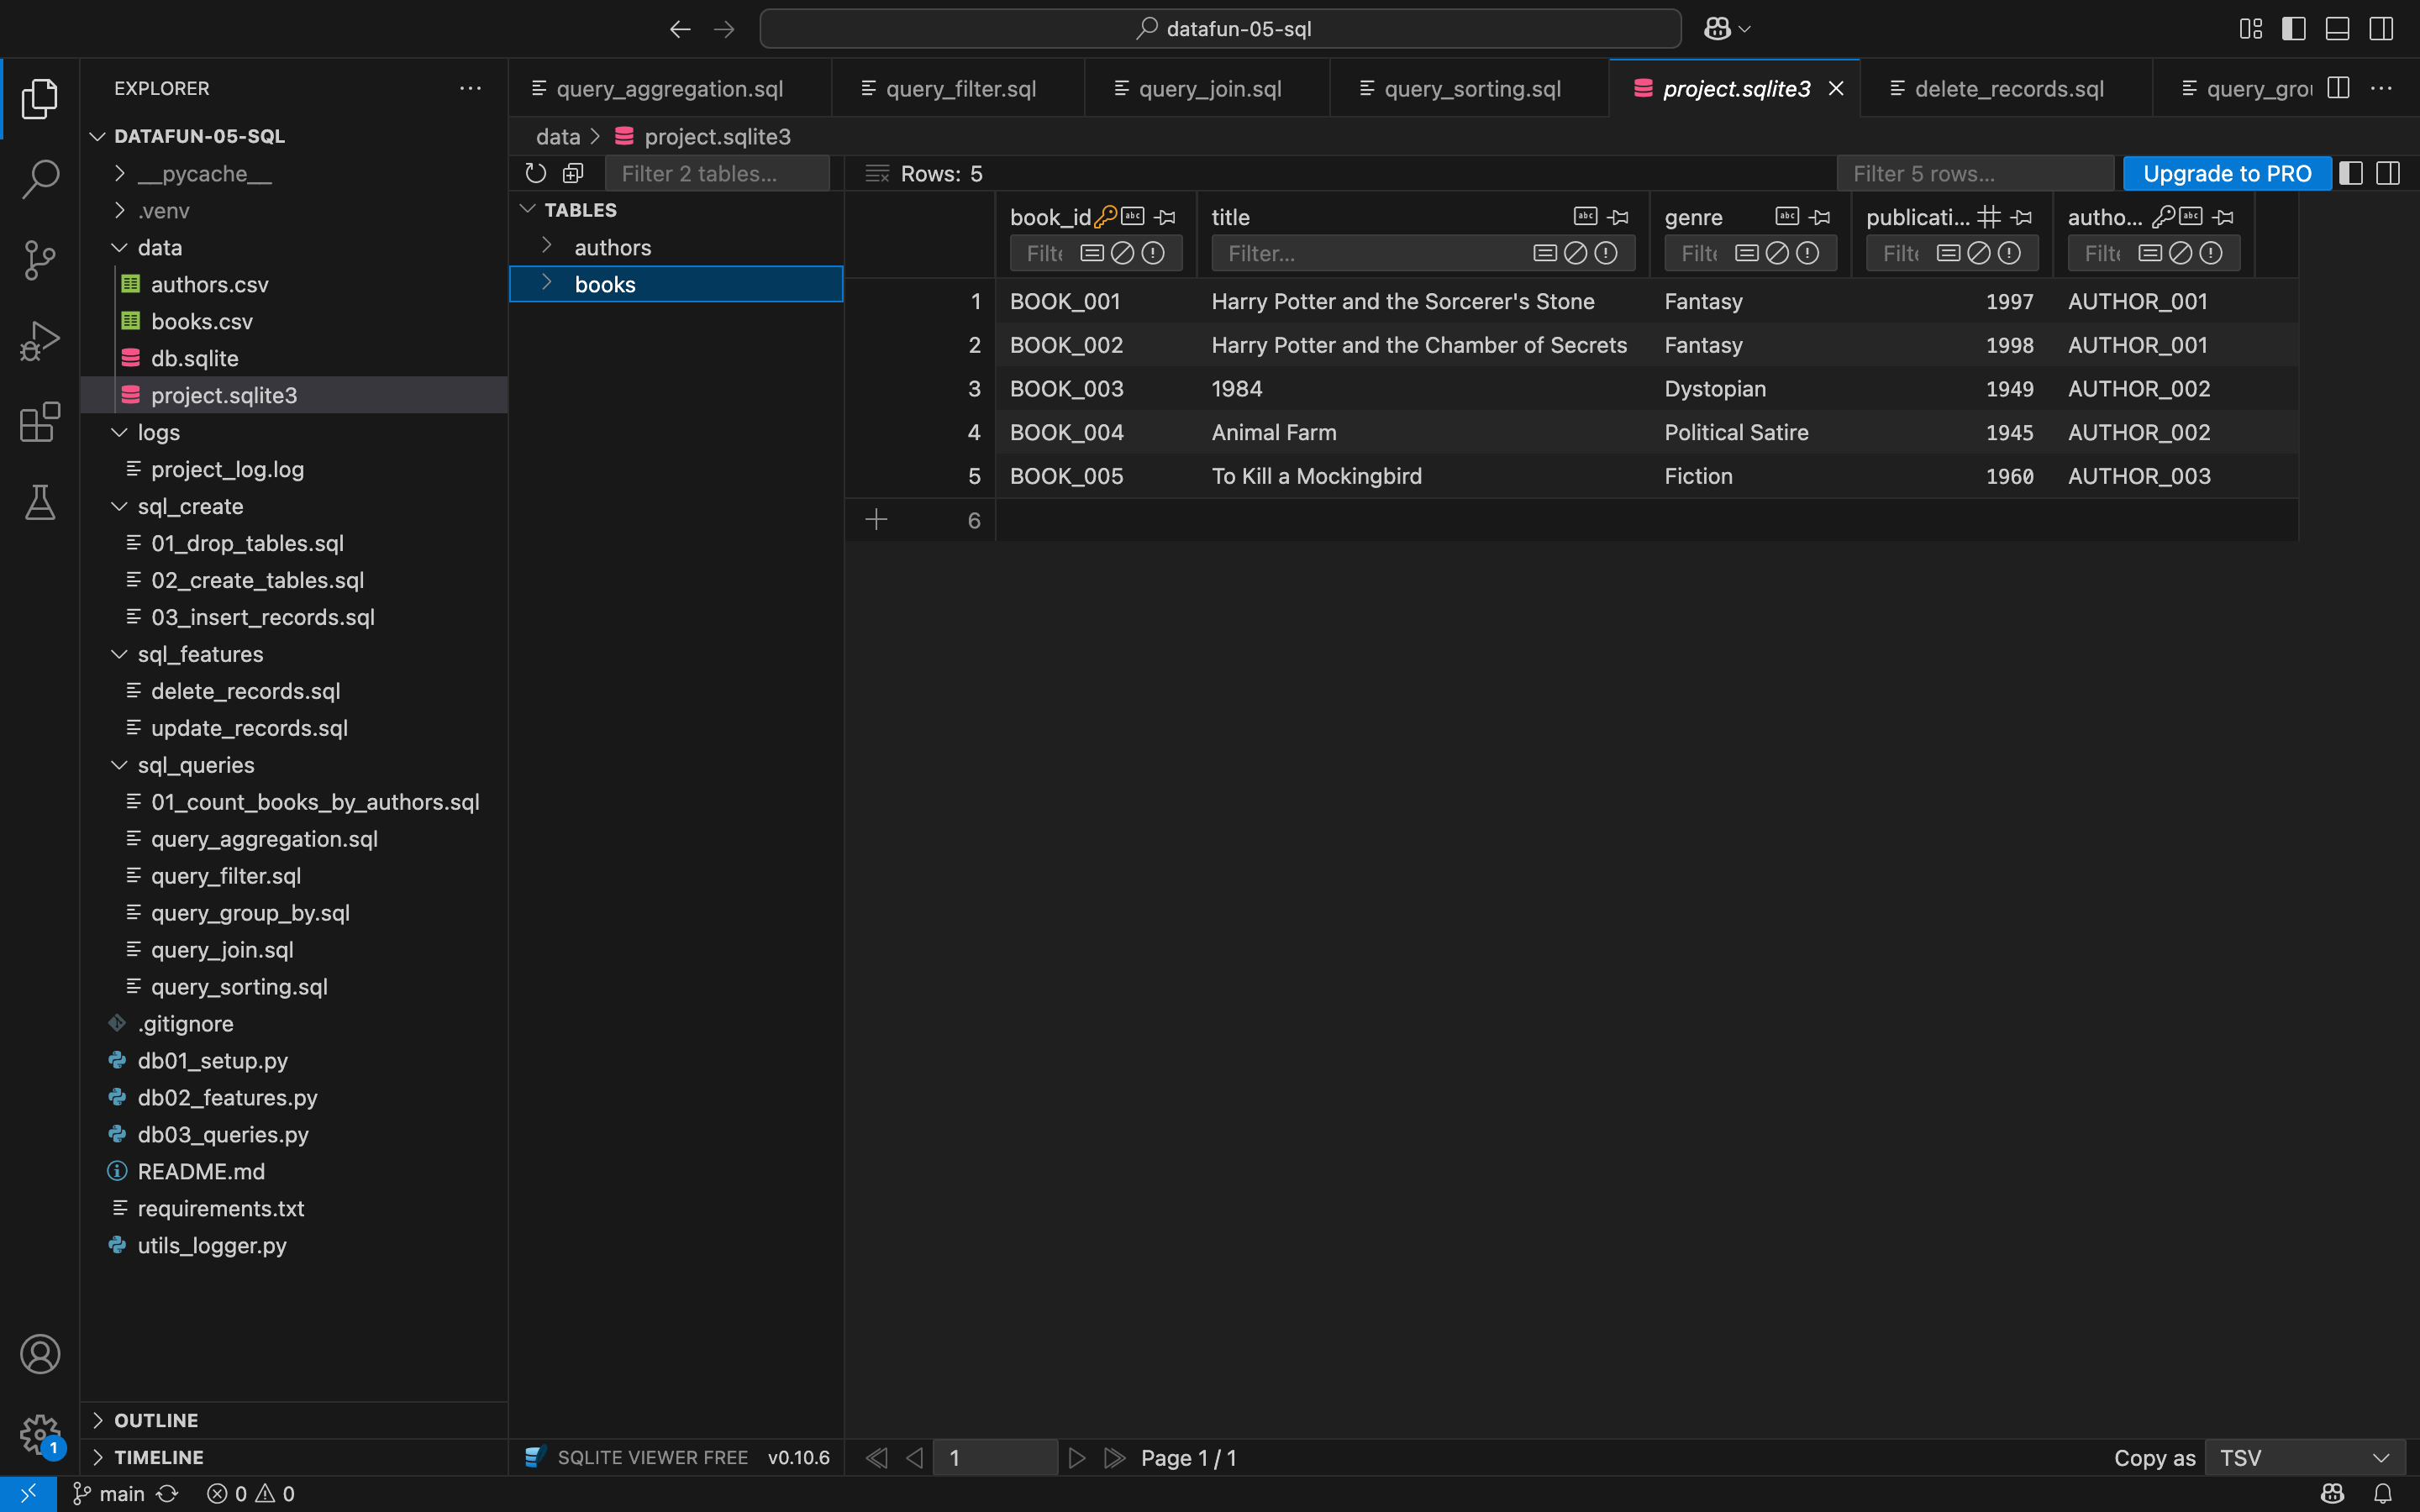 datafun-05-sql
EXPLORER
DATAFUN-05-SQL
__pycache__
.venv
data
authors.csv
books.csv
db.sqlite
project.sqlite3
logs
project_log.log
sql_create
01_drop_tables.sql
02_create_tables.sql
03_insert_records.sql
sql_features
delete_records.sql
update_records.sql
sql_queries
01_count_books_by_authors.sql
query_aggregation.sql
query_filter.sql
query_group_by.sql
query_join.sql
query_sorting.sql
.gitignore
db01_setup.py
db02_features.py
db03_queries.py
README.md
requirements.txt
utils_logger.py
OUTLINE
TIMELINE
query_aggregation.sql query_filter.sql query_join.sql query_sorting.sql project.sqlite3 delete_records.sql query_gro
data > project.sqlite3
Filter 2 tables...
TABLES
authors
books
SQLITE VIEWER FREE v0.10.6
Rows: 5 Filter 5 rows... Upgrade to PRO
book_id abc title abc genre abc publicati... autho... abc
Filte Filter... Filte Filte Filte
1 BOOK_001 Harry Potter and the Sorcerer's Stone Fantasy 1997 AUTHOR_001
2 BOOK_002 Harry Potter and the Chamber of Secrets Fantasy 1998 AUTHOR_001
3 BOOK_003 1984 Dystopian 1949 AUTHOR_002
4 BOOK_004 Animal Farm Political Satire 1945 AUTHOR_002
5 BOOK_005 To Kill a Mockingbird Fiction 1960 AUTHOR_003
6
1 Page 1 / 1 Copy as TSV
1
main 0 0